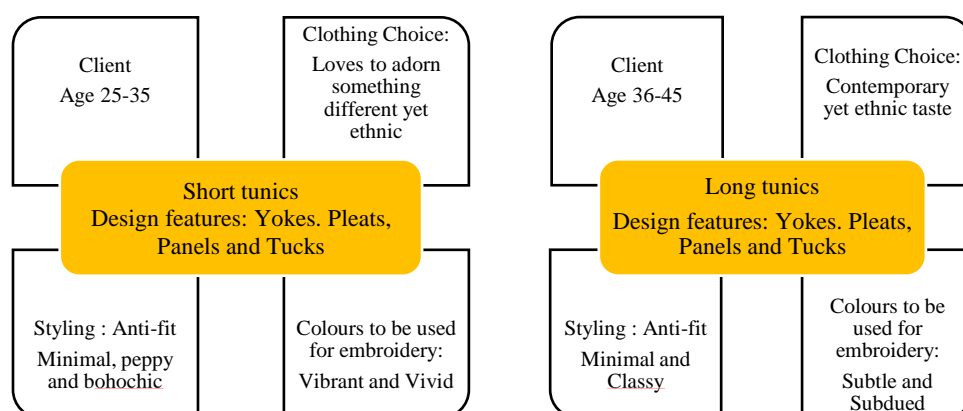 Client
Age 25-35
Clothing Choice:
Loves to adorn
something
different yet
ethnic
Short tunics
Design features: Yokes. Pleats,
Panels and Tucks
Styling : Anti-fit
Minimal, peppy
and bohochic
Colours to be used
for embroidery:
Vibrant and Vivid
Client
Age 36-45
Clothing Choice:
Contemporary
yet ethnic taste
Long tunics
Design features: Yokes. Pleats,
Panels and Tucks
Styling : Anti-fit
Minimal and
Classy
Colours to be
used for
embroidery:
Subtle and
Subdued